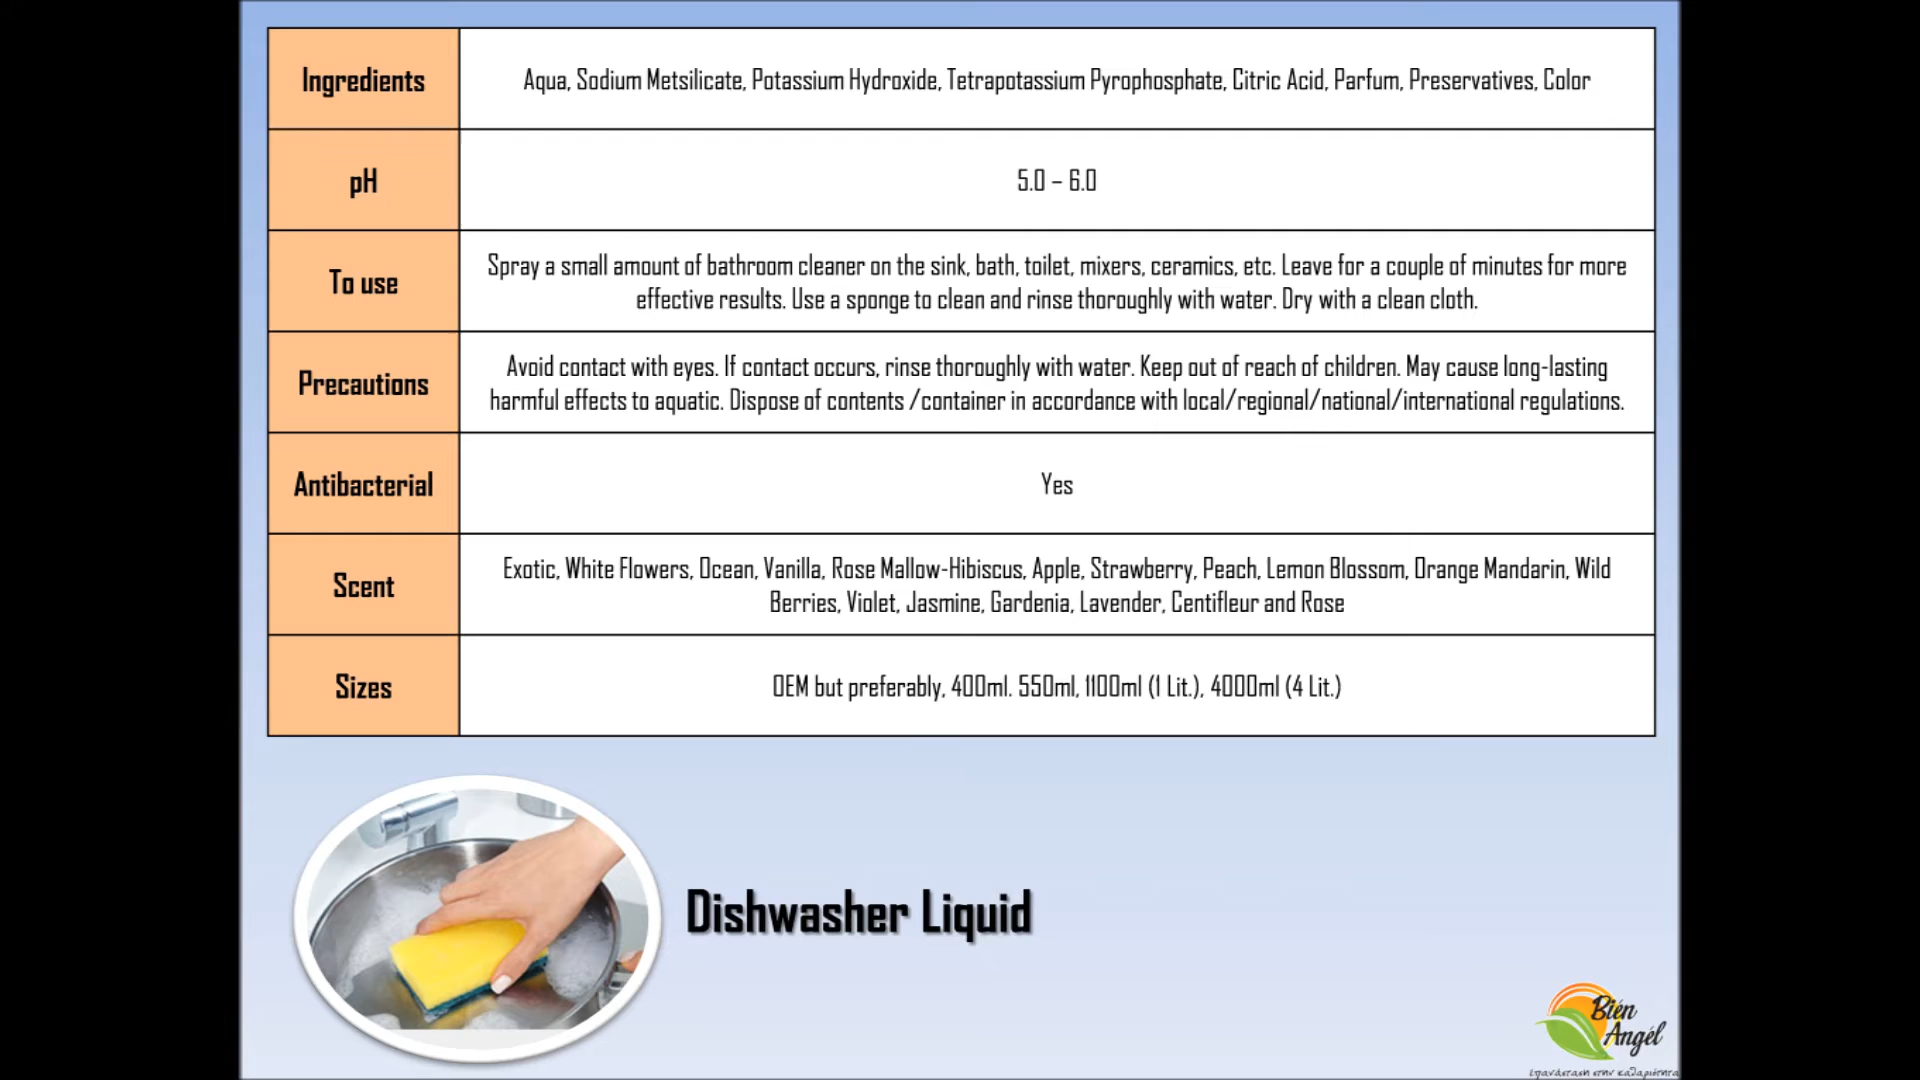 Ingredients
Aqua, Sodium Metsilicate, Potassium Hydroxide, Tetrapotassium Pyrophosphate, Citric Acid, Parfum, Preservatives, Color
pH
5.0 – 6.0
To use
Spray a small amount of bathroom cleaner on the sink, bath, toilet, mixers, ceramics, etc. Leave for a couple of minutes for more
effective results. Use a sponge to clean and rinse thoroughly with water. Dry with a clean cloth.
Precautions
Avoid contact with eyes. If contact occurs, rinse thoroughly with water. Keep out of reach of children. May cause long-lasting
harmful effects to aquatic. Dispose of contents /container in accordance with local/regional/national/international regulations.
Antibacterial
Yes
Scent
Exotic, White Flowers, Ocean, Vanilla, Rose Mallow-Hibiscus, Apple, Strawberry, Peach, Lemon Blossom, Orange Mandarin, Wild
Berries, Violet, Jasmine, Gardenia, Lavender, Centifleur and Rose
Sizes
OEM but preferably, 400ml. 550ml, 1100ml (1 Lit.), 4000ml (4 Lit.)
Dishwasher Liquid
Bién
Angél
επανάσταση στην καθαριότητα